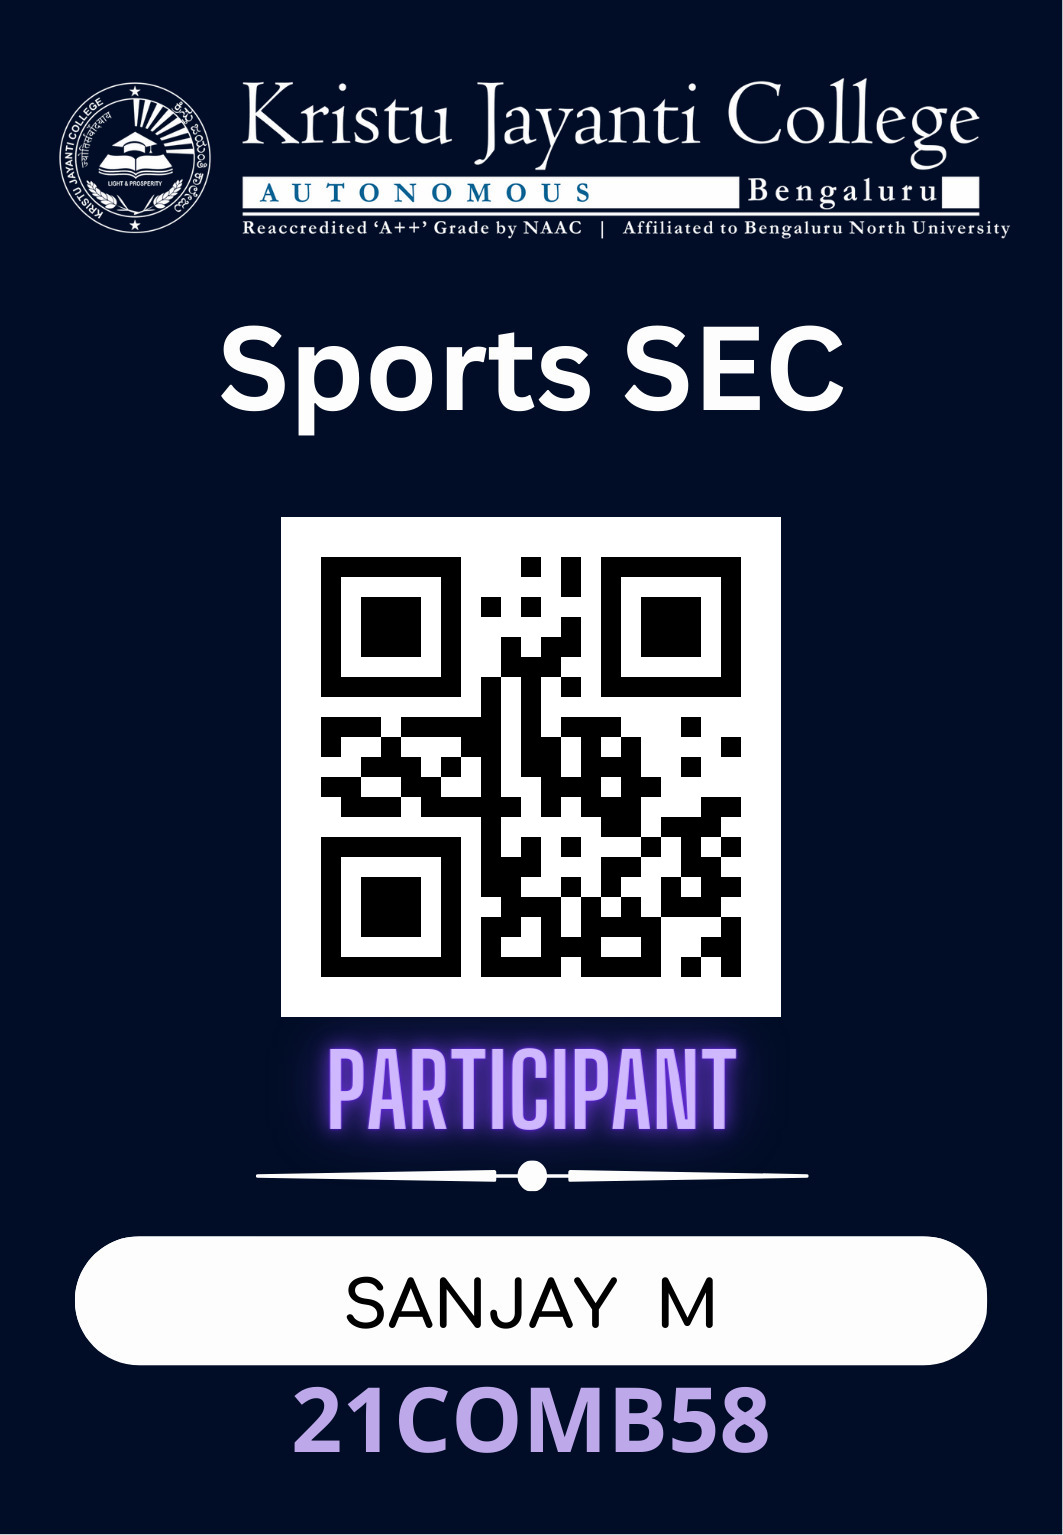 KRISTU JAYANTI COLLEGE
ಕ್ರಿಸ್ತು ಜಯಂತಿ ಕಾಲೇಜು
LIGHT & PROSPERITY
Kristu Jayanti College
AUTONOMOUS Bengaluru
Reaccredited ‘A++’ Grade by NAAC | Affiliated to Bengaluru North University
Sports SEC
PARTICIPANT
SANJAY M
21COMB58